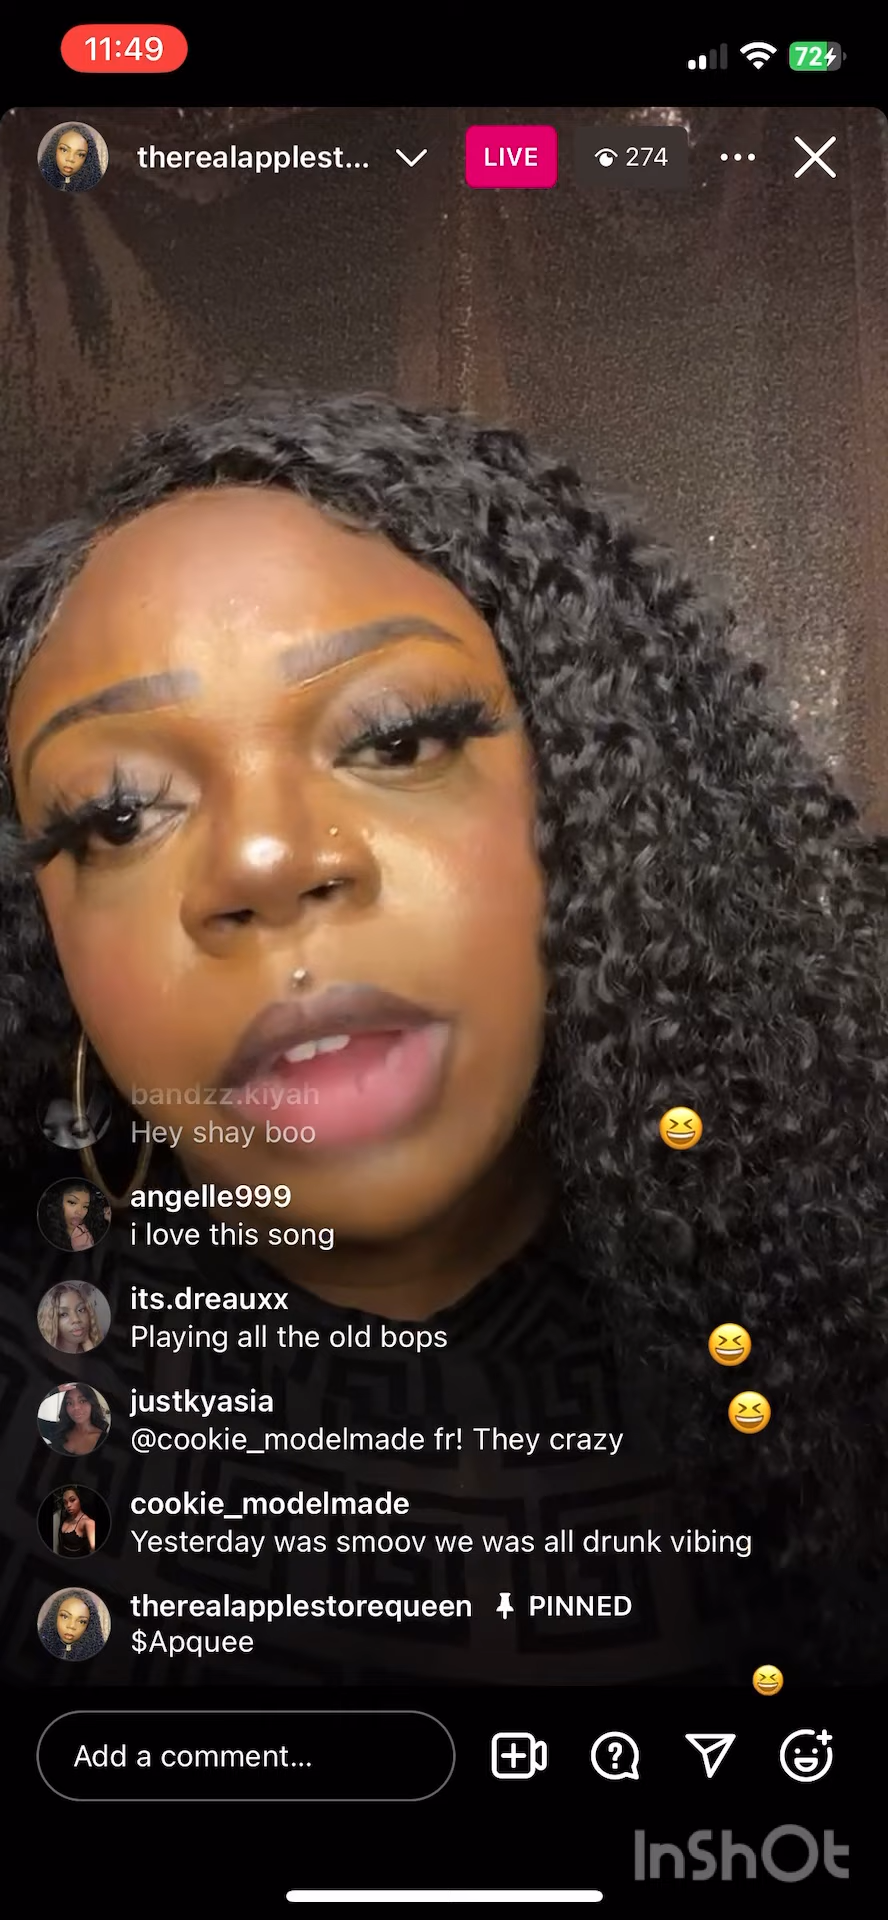 11:49
72
therealapplest...
LIVE
274
bandzz.kiyah
Hey shay boo
angelle999
i love this song
its.dreauxx
Playing all the old bops
justkyasia
@cookie_modelmade fr! They crazy
cookie_modelmade
Yesterday was smoov we was all drunk vibing
therealapplestorequeen PINNED
$Apquee
Add a comment...
InShOt